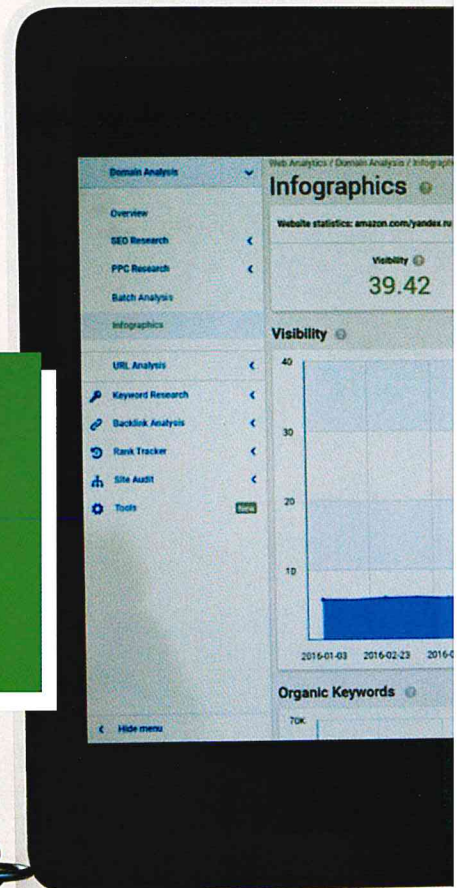 Domain Analysis
Overview
SEO Research
PPC Research
Batch Analysis
Infographics
URL Analysis
Keyword Research
Backlink Analysis
Rank Tracker
Site Audit
Tools
New
Hide menu
Web Analytics / Domain Analysis /
Infographics
Website statistics: amazon.com/yandex.ru
Visibility
39.42
Visibility
40
30
20
10
2016-01-03 2016-02-23
Organic Keywords
70K